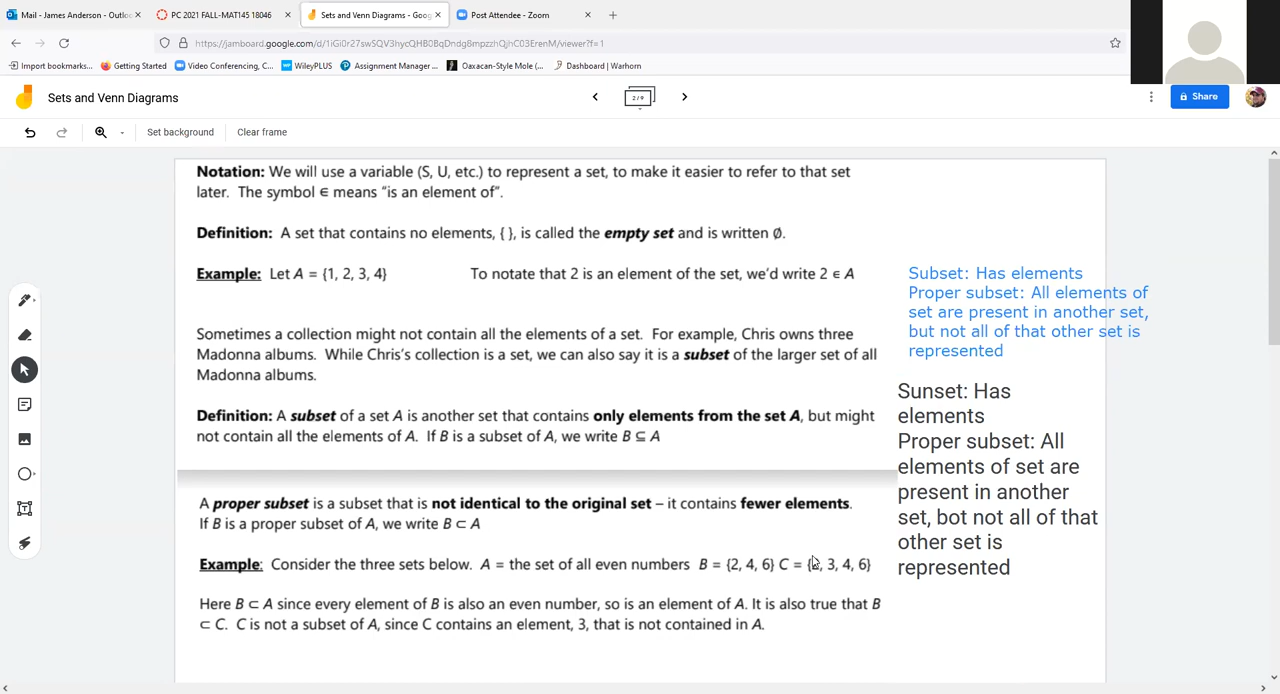 Mail - James Anderson - Outloo
PC 2021 FALL-MAT145 18046
Sets and Venn Diagrams - Goog
Post Attendee - Zoom
https://jamboard.google.com/d/1iGi0r27swSQV3hycQHB0BqDndg8mpzzhQjhC03ErenM/viewer?f=1
Import bookmarks...
Getting Started
Video Conferencing, C...
WileyPLUS
Assignment Manager ...
Oaxacan-Style Mole (...
Dashboard | Warhorn
Sets and Venn Diagrams
2 / 9
Share
Set background
Clear frame
Notation: We will use a variable (S, U, etc.) to represent a set, to make it easier to refer to that set
later. The symbol ∈ means “is an element of”.
Definition: A set that contains no elements, { }, is called the empty set and is written ∅.
Example: Let A = {1, 2, 3, 4}
To notate that 2 is an element of the set, we’d write 2 ∈ A
Sometimes a collection might not contain all the elements of a set. For example, Chris owns three
Madonna albums. While Chris’s collection is a set, we can also say it is a subset of the larger set of all
Madonna albums.
Definition: A subset of a set A is another set that contains only elements from the set A, but might
not contain all the elements of A. If B is a subset of A, we write B ⊆ A
A proper subset is a subset that is not identical to the original set – it contains fewer elements.
If B is a proper subset of A, we write B ⊂ A
Example: Consider the three sets below. A = the set of all even numbers B = {2, 4, 6} C = { , 3, 4, 6}
Here B ⊂ A since every element of B is also an even number, so is an element of A. It is also true that B
⊂ C. C is not a subset of A, since C contains an element, 3, that is not contained in A.
Subset: Has elements
Proper subset: All elements of
set are present in another set,
but not all of that other set is
represented
Sunset: Has
elements
Proper subset: All
elements of set are
present in another
set, bot not all of that
other set is
represented